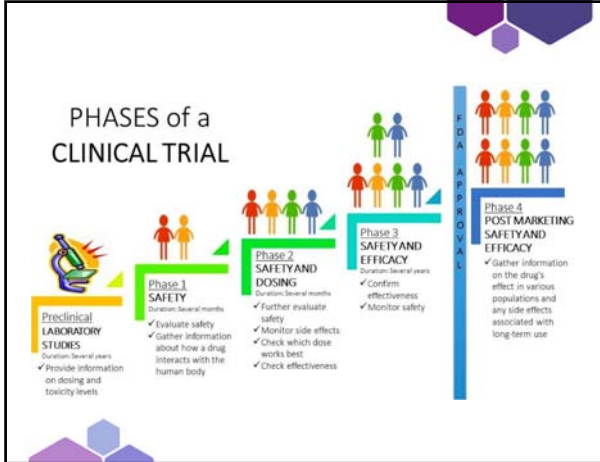 PHASES of a
CLINICAL TRIAL
Preclinical
LABORATORY
STUDIES
Duration: Several years
✓Provide information
on dosing and
toxicity levels
Phase 1
SAFETY
Duration: Several months
✓Evaluate safety
✓Gather information
about how a drug
interacts with the
human body
Phase 2
SAFETY AND
DOSING
Duration: Several months
✓Further evaluate
safety
✓Monitor side effects
✓Check which dose
works best
✓Check effectiveness
Phase 3
SAFETY AND
EFFICACY
Duration: Several years
✓Confirm
effectiveness
✓Monitor safety
FDA APPROVAL
Phase 4
POST MARKETING
SAFETY AND
EFFICACY
✓Gather information
on the drug's
effect in various
populations and
any side effects
associated with
long-term use